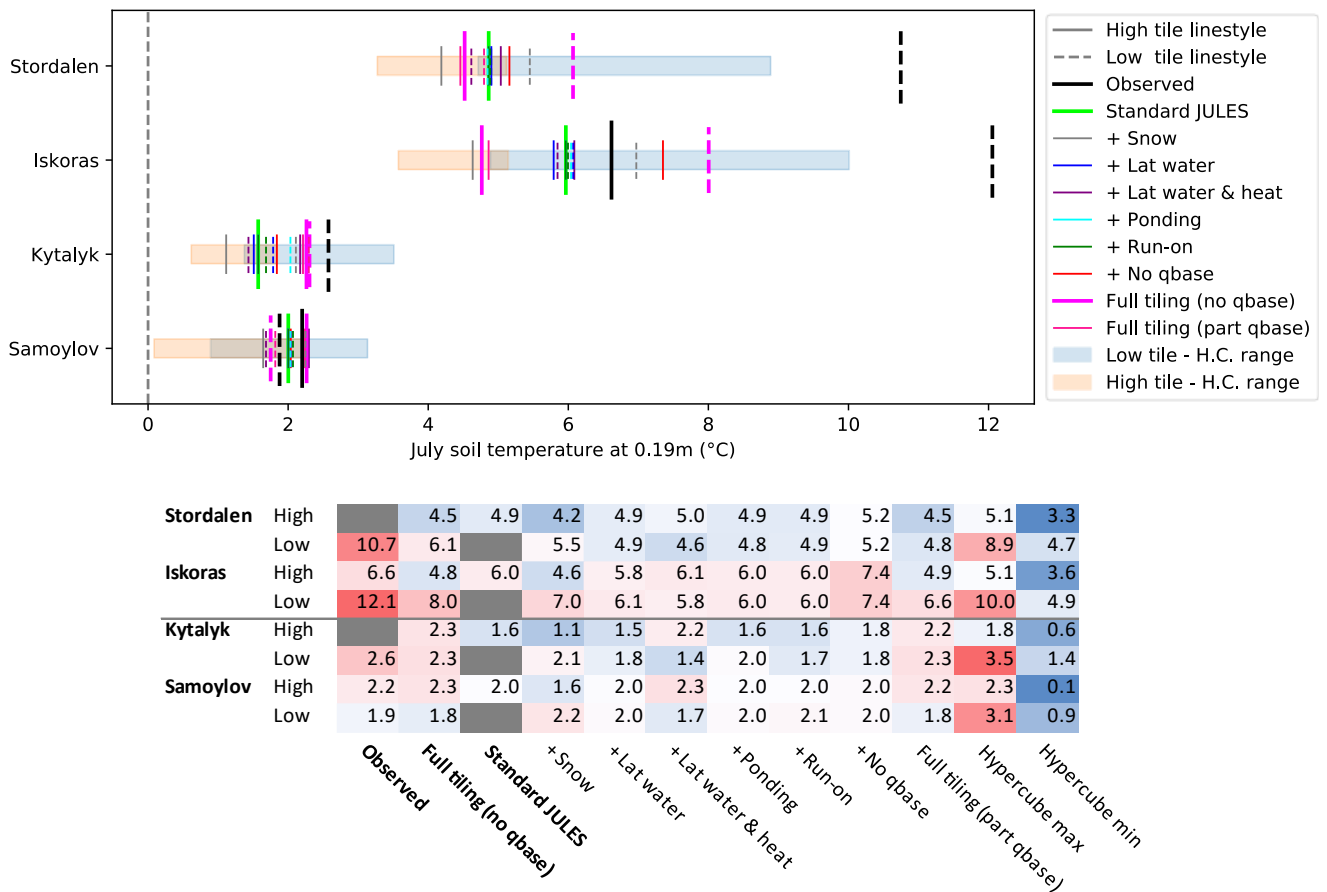 Stordalen
Iskoras
Kytalyk
Samoylov
0 2 4 6 8 10 12
July soil temperature at 0.19m (°C)
High tile linestyle
Low tile linestyle
Observed
Standard JULES
+ Snow
+ Lat water
+ Lat water & heat
+ Ponding
+ Run-on
+ No qbase
Full tiling (no qbase)
Full tiling (part qbase)
Low tile - H.C. range
High tile - H.C. range
Stordalen High 4.5 4.9 4.2 4.9 5.0 4.9 4.9 5.2 4.5 5.1 3.3
Low 10.7 6.1 5.5 4.9 4.6 4.8 4.9 5.2 4.8 8.9 4.7
Iskoras High 6.6 4.8 6.0 4.6 5.8 6.1 6.0 6.0 7.4 4.9 5.1 3.6
Low 12.1 8.0 7.0 6.1 5.8 6.0 6.0 7.4 6.6 10.0 4.9
Kytalyk High 2.3 1.6 1.1 1.5 2.2 1.6 1.6 1.8 2.2 1.8 0.6
Low 2.6 2.3 2.1 1.8 1.4 2.0 1.7 1.8 2.3 3.5 1.4
Samoylov High 2.2 2.3 2.0 1.6 2.0 2.3 2.0 2.0 2.0 2.2 2.3 0.1
Low 1.9 1.8 2.2 2.0 1.7 2.0 2.1 2.0 1.8 3.1 0.9
Observed
Full tiling (no qbase)
Standard JULES
+ Snow
+ Lat water
+ Lat water & heat
+ Ponding
+ Run-on
+ No qbase
Full tiling (part qbase)
Hypercube max
Hypercube min